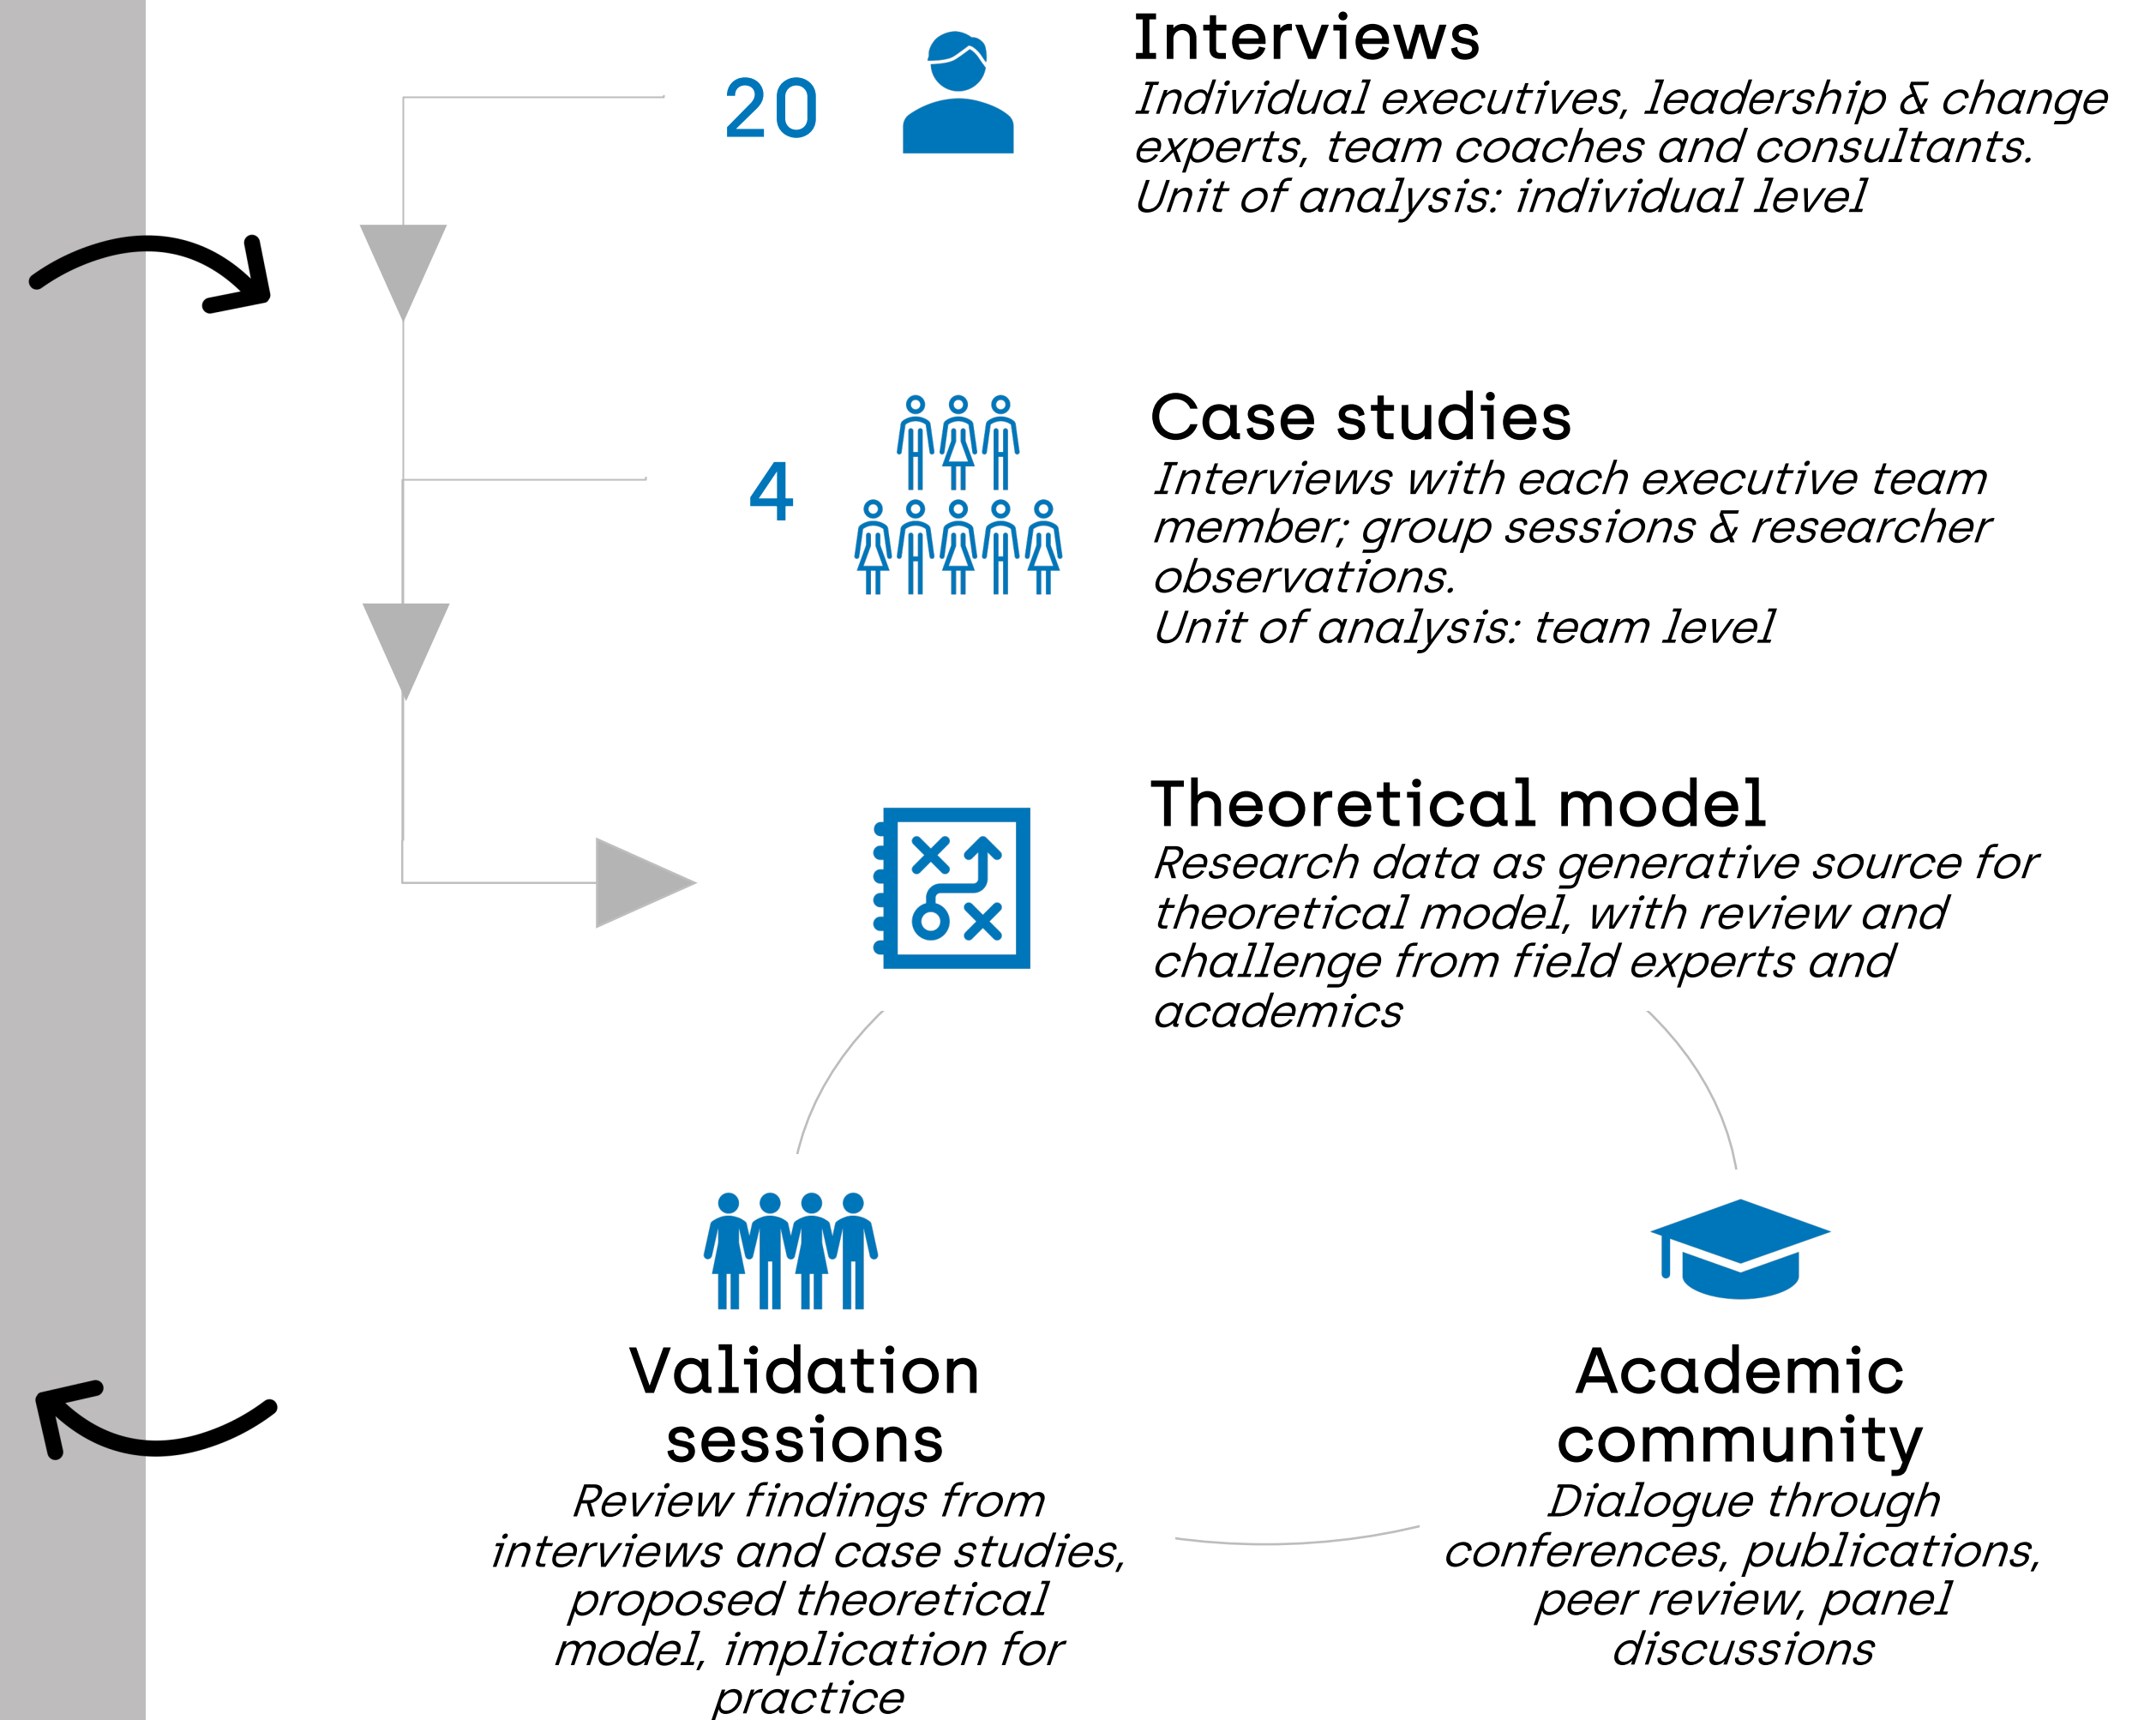 20
Interviews
Individual executives, leadership & change
experts, team coaches and consultants.
Unit of analysis: individual level
4
Case studies
Interviews with each executive team
member; group sessions & researcher
observations.
Unit of analysis: team level
Theoretical model
Research data as generative source for
theoretical model, with review and
challenge from field experts and
academics
Validation
sessions
Review findings from
interviews and case studies,
proposed theoretical
model, implication for
practice
Academic
community
Dialogue through
conferences, publications,
peer review, panel
discussions